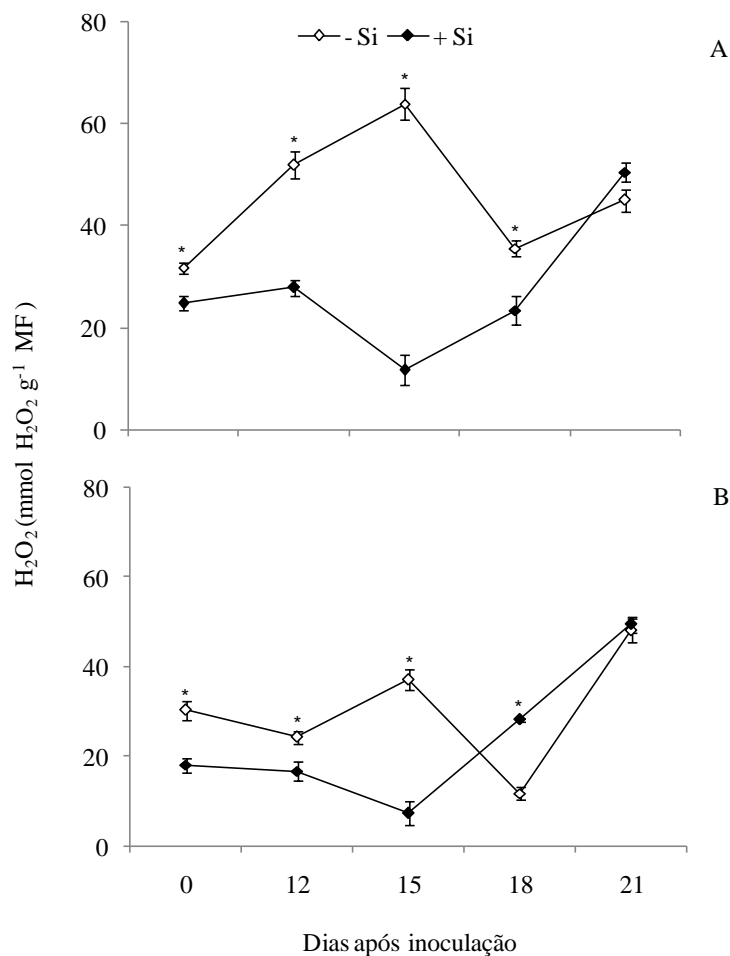 80
- Si
+ Si
A
*
60
*
40
*
*
20
0
H₂O₂ (mmol H₂O₂ g⁻¹ MF)
80
B
60
40
*
*
*
*
20
0
0 12 15 18 21
Dias após inoculação